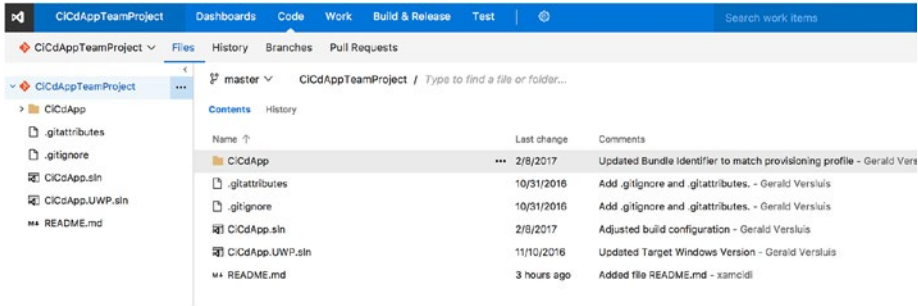 CiCdAppTeamProject Dashboards Code Work Build & Release Test Search work items
CiCdAppTeamProject Files History Branches Pull Requests
CiCdAppTeamProject ...
CiCdApp
.gitattributes
.gitignore
CiCdApp.sln
CiCdApp.UWP.sln
M↓ README.md
master CiCdAppTeamProject / Type to find a file or folder...
Contents History
Name ↑ Last change Comments
CiCdApp ... 2/8/2017 Updated Bundle Identifier to match provisioning profile - Gerald Vers
.gitattributes 10/31/2016 Add .gitignore and .gitattributes. - Gerald Versluis
.gitignore 10/31/2016 Add .gitignore and .gitattributes. - Gerald Versluis
CiCdApp.sln 2/8/2017 Adjusted build configuration - Gerald Versluis
CiCdApp.UWP.sln 11/10/2016 Updated Target Windows Version - Gerald Versluis
M↓ README.md 3 hours ago Added file README.md - xamcidi